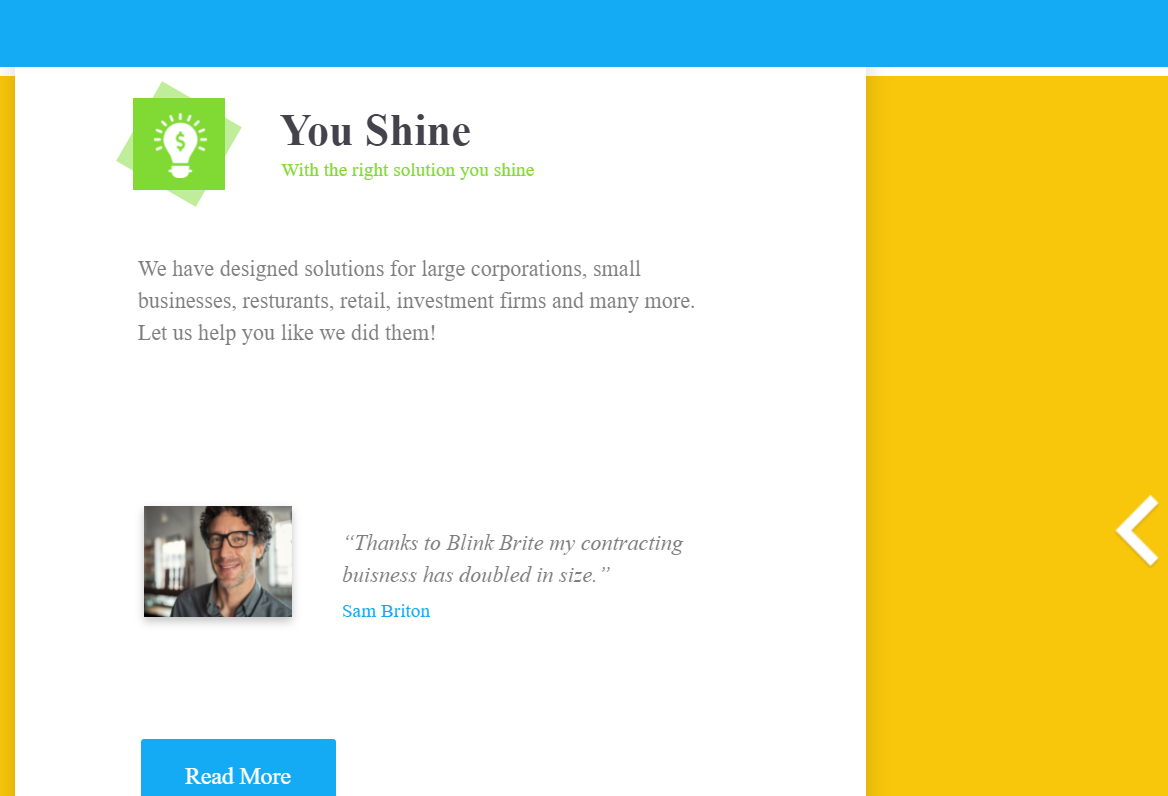 You Shine
With the right solution you shine
We have designed solutions for large corporations, small
businesses, resturants, retail, investment firms and many more.
Let us help you like we did them!
“Thanks to Blink Brite my contracting
buisness has doubled in size.”
Sam Briton
Read More